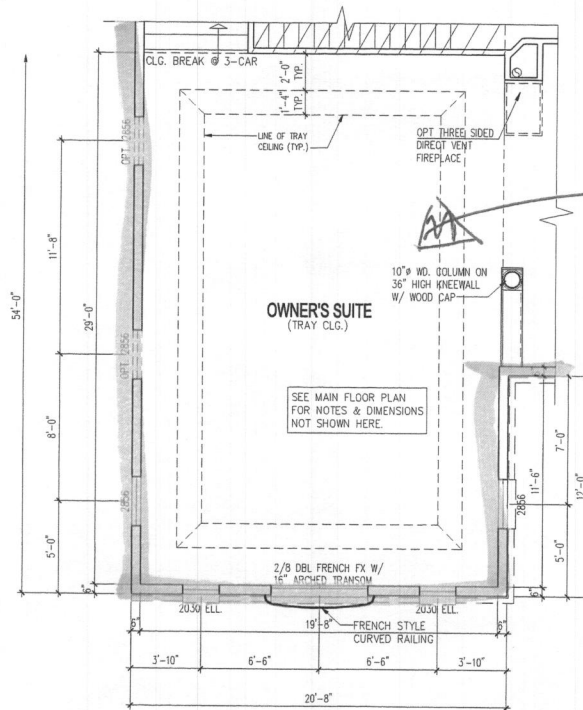 CLG. BREAK @ 3-CAR
2'-0"
TYP.
1'-4"
TYP.
OPT. 2856
LINE OF TRAY
CEILING (TYP.)
OPT THREE SIDED
DIRECT VENT
FIREPLACE
11'-8"
54'-0"
29'-0"
10"ø WD. COLUMN ON
36" HIGH KNEEWALL
W/ WOOD CAP
OWNER'S SUITE
(TRAY CLG.)
OPT. 2856
SEE MAIN FLOOR PLAN
FOR NOTES & DIMENSIONS
NOT SHOWN HERE.
8'-0"
7'-0"
11'-6"
12'-0"
2856
2856
5'-0"
5'-0"
2/8 DBL FRENCH FX W/
16" ARCHED TRANSOM
6"
6"
2030 ELL.
2030 ELL.
FRENCH STYLE
CURVED RAILING
6"
19'-8"
6"
3'-10"
6'-6"
6'-6"
3'-10"
20'-8"